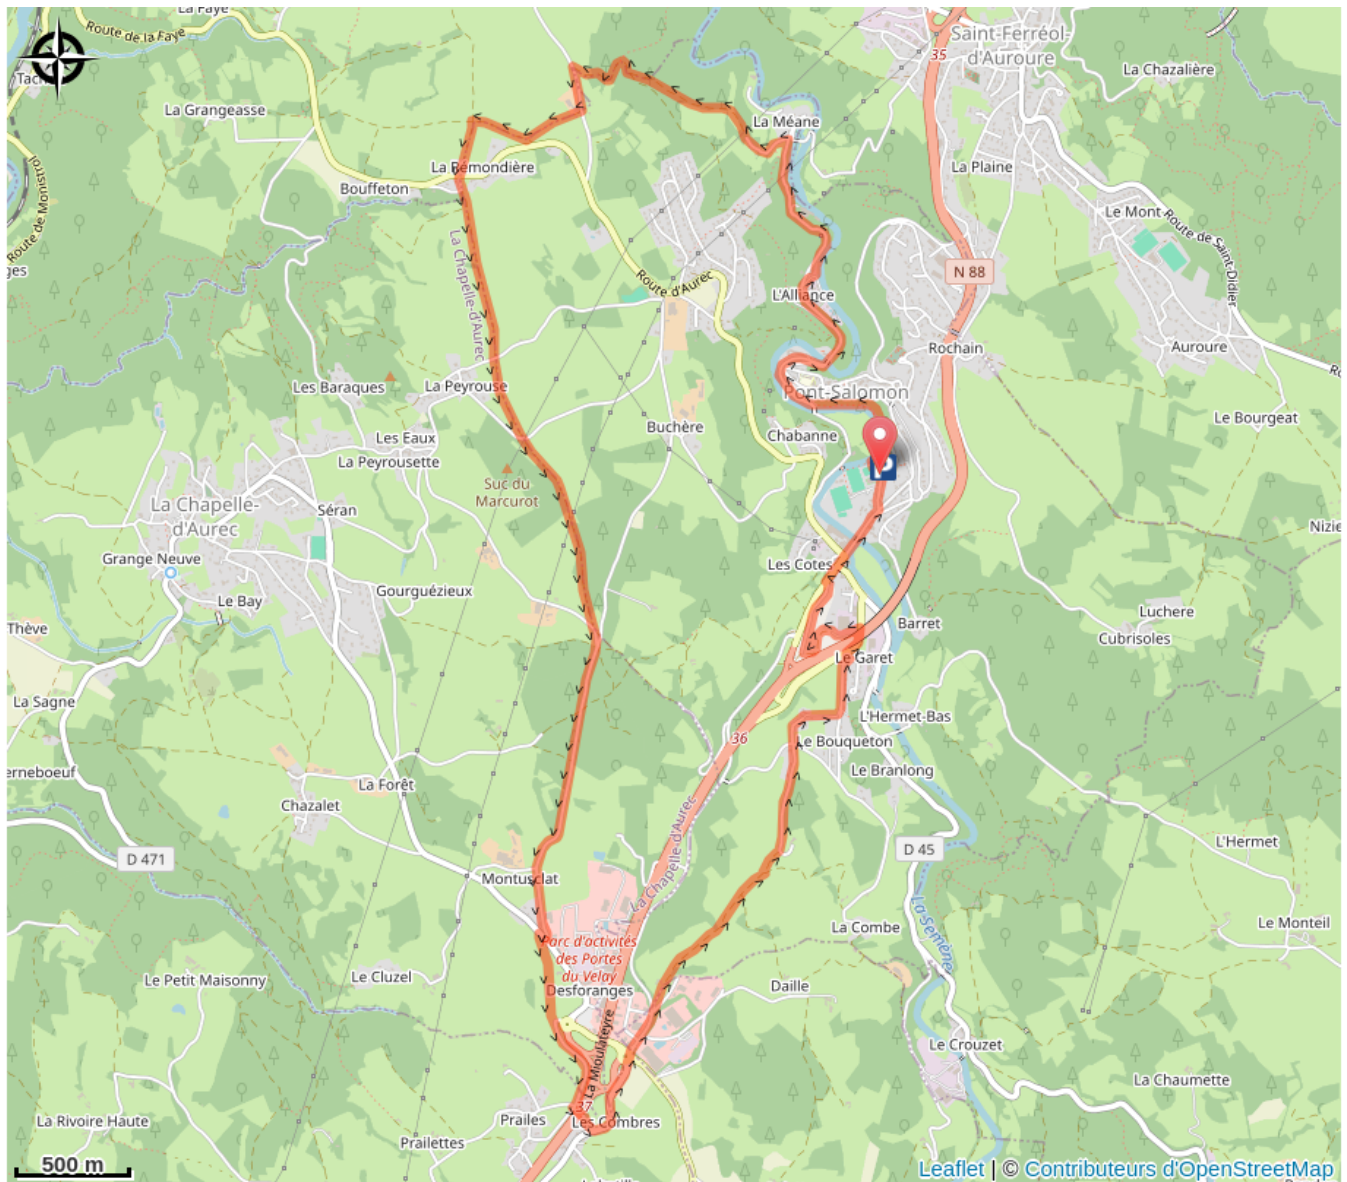 La Faye
Route de la Faye
35
Saint-Ferréol-
d'Auroure
La Chazalière
La Grangeasse
La Méane
La Plaine
Route de Monistrol
La Rémondière
Bouffeton
Le Mont
Route de Saint-Didier
ges
La Chapelle-d'Aurec
Route d'Aurec
N 88
L'Alliance
Rochain
Auroure
Les Baraques
La Peyrouse
Pont-Salomon
Le Bourgeat
Buchère
Chabanne
Les Eaux
La Peyrousette
Suc du
Marcurot
La Chapelle-
d'Aurec
Séran
Nizie
Grange Neuve
Les Cotes
Gourguézieux
Le Bay
Luchere
Thève
Barret
Cubrisoles
Le Garet
La Sagne
L'Hermet-Bas
36
Le Bouqueton
erneboeuf
Le Branlong
La Forêt
Chazalet
La Chapelle-d'Aurec
L'Hermet
D 471
D 45
Montusclat
La Semène
La Combe
Le Monteil
Parc d'activités
des Portes
du Velay
Le Petit Maisonny
Le Cluzel
Desforanges
Daille
La Mioulateyre
Le Crouzet
La Chaumette
37
La Rivoire Haute
Prailes
Les Combres
Prailettes
500 m
Leaflet | © Contributeurs d'OpenStreetMap